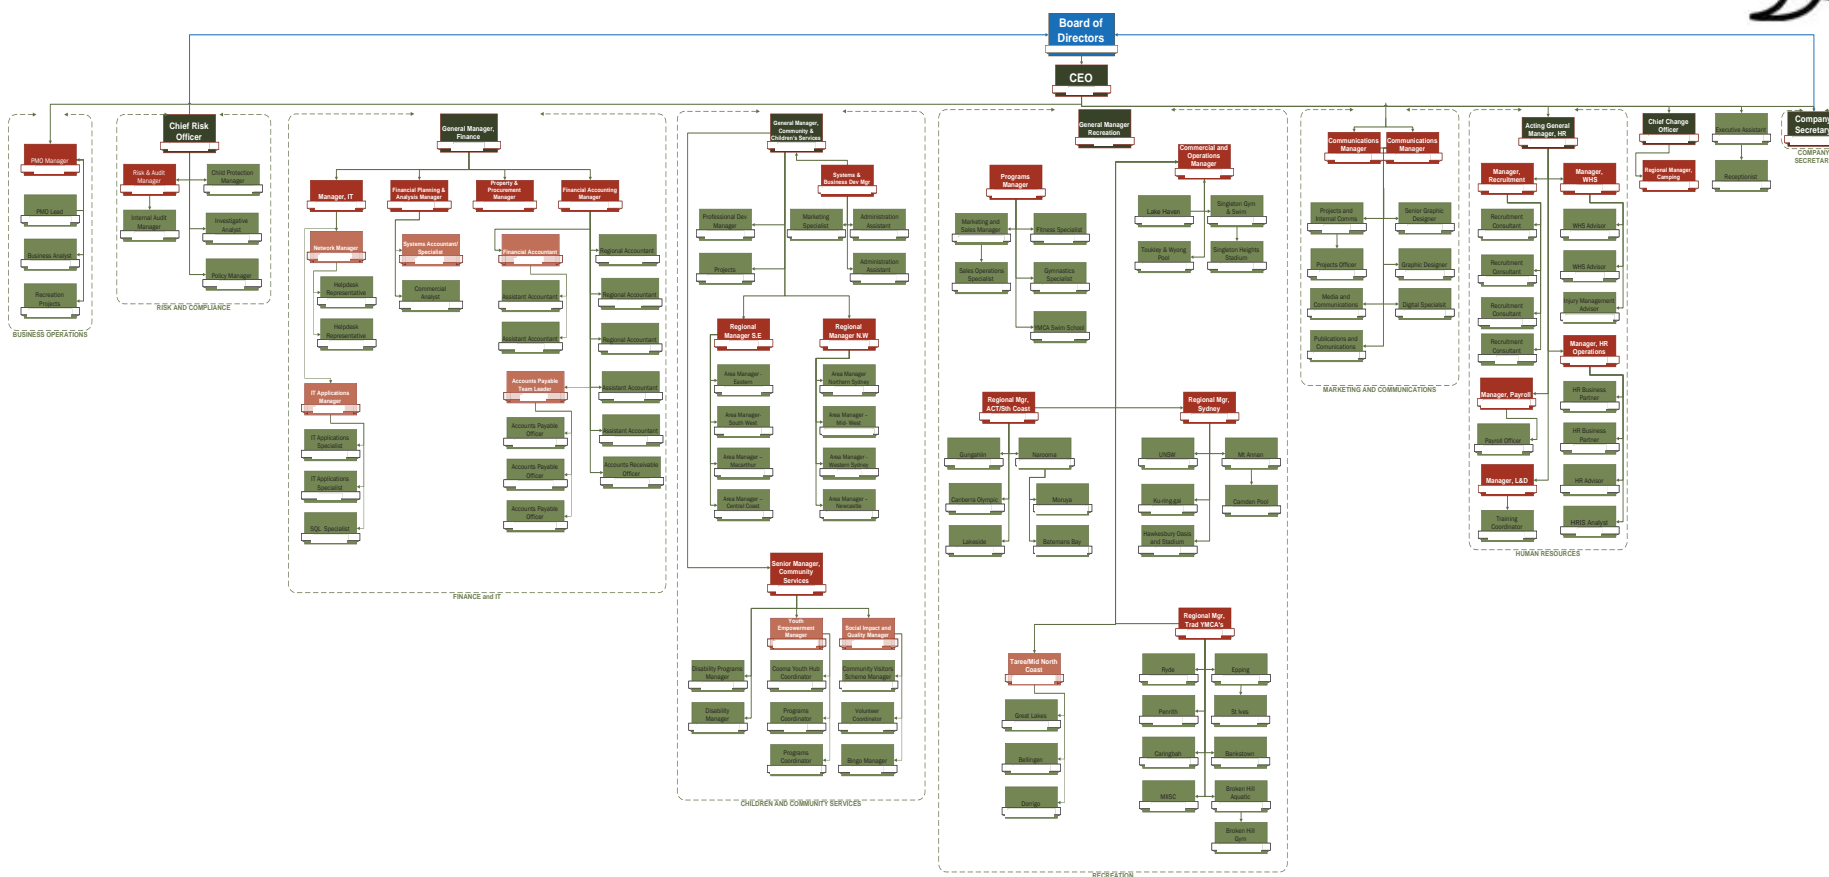 Board of
Directors
CEO
PMO Manager
PMO Lead
Business Analyst
Recreation
Projects
BUSINESS OPERATIONS
Chief Risk
Officer
Risk & Audit
Manager
Child Protection
Manager
Internal Audit
Manager
Investigative
Analyst
Policy Manager
RISK AND COMPLIANCE
General Manager,
Finance
Manager, IT
Financial Planning &
Analysis Manager
Property &
Procurement
Manager
Financial Accounting
Manager
Network Manager
Systems Accountant/
Specialist
Financial Accountant
Regional Accountant
Helpdesk
Representative
Commercial
Analyst
Assistant Accountant
Regional Accountant
Helpdesk
Representative
Assistant Accountant
Regional Accountant
IT Applications
Manager
Accounts Payable
Team Leader
Assistant Accountant
IT Applications
Specialist
Accounts Payable
Officer
Assistant Accountant
IT Applications
Specialist
Accounts Payable
Officer
Accounts Receivable
Officer
SQL Specialist
Accounts Payable
Officer
FINANCE and IT
General Manager,
Community &
Children's Services
Systems &
Business Dev Mgr
Professional Dev
Manager
Marketing
Specialist
Administration
Assistant
Projects
Administration
Assistant
Regional
Manager S.E
Regional
Manager N.W
Area Manager -
Eastern
Area Manager
Northern Sydney
Area Manager-
South West
Area Manager –
Mid- West
Area Manager –
Macarthur
Area Manager -
Western Sydney
Area Manager –
Central Coast
Area Manager –
Newcastle
Senior Manager,
Community
Services
Youth
Empowerment
Manager
Social Impact and
Quality Manager
Disability Programs
Manager
Cooma Youth Hub
Coordinator
Community Visitors
Scheme Manager
Disability
Manager
Programs
Coordinator
Volunteer
Coordinator
Programs
Coordinator
Bingo Manager
CHILDREN AND COMMUNITY SERVICES
General Manager
Recreation
Commercial and
Operations
Manager
Programs
Manager
Lake Haven
Singleton Gym
& Swim
Marketing and
Sales Manager
Fitness Specialist
Toukley & Wyong
Pool
Singleton Heights
Stadium
Sales Operations
Specialist
Gymnastics
Specialist
YMCA Swim School
Regional Mgr,
ACT/Sth Coast
Regional Mgr,
Sydney
Gungahlin
Narooma
UNSW
Mt Annan
Canberra Olympic
Moruya
Ku-ring-gai
Camden Pool
Lakeside
Batemans Bay
Hawkesbury Oasis
and Stadium
Regional Mgr,
Trad YMCA's
Taree/Mid North
Coast
Ryde
Epping
Great Lakes
Penrith
St Ives
Bellingen
Caringbah
Bankstown
Dorrigo
MIISC
Broken Hill
Aquatic
Broken Hill
Gym
RECREATION
Communications
Manager
Communications
Manager
Projects and
Internal Comms
Senior Graphic
Designer
Projects Officer
Graphic Designer
Media and
Communications
Digital Specialist
Publications and
Comunications
MARKETING AND COMMUNICATIONS
Acting General
Manager, HR
Manager,
Recruitment
Manager,
WHS
Recruitment
Consultant
WHS Advisor
Recruitment
Consultant
WHS Advisor
Recruitment
Consultant
Injury Management
Advisor
Recruitment
Consultant
Manager, HR
Operations
Manager, Payroll
HR Business
Partner
Payroll Officer
HR Business
Partner
Manager, L&D
HR Advisor
Training
Coordinator
HRIS Analyst
HUMAN RESOURCES
Chief Change
Officer
Regional Manager,
Camping
Executive Assistant
Receptionist
Company
Secretary
COMPANY
SECRETAR